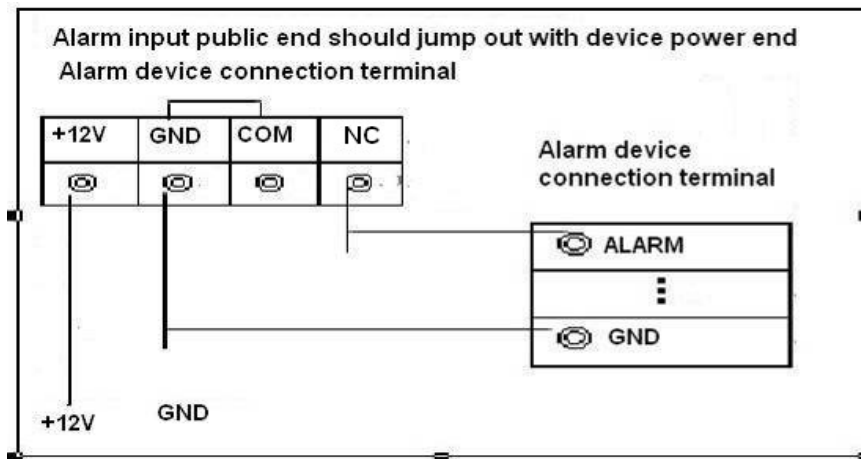 Alarm input public end should jump out with device power end
Alarm device connection terminal
+12V GND COM NC
Alarm device
connection terminal
ALARM
GND
+12V GND